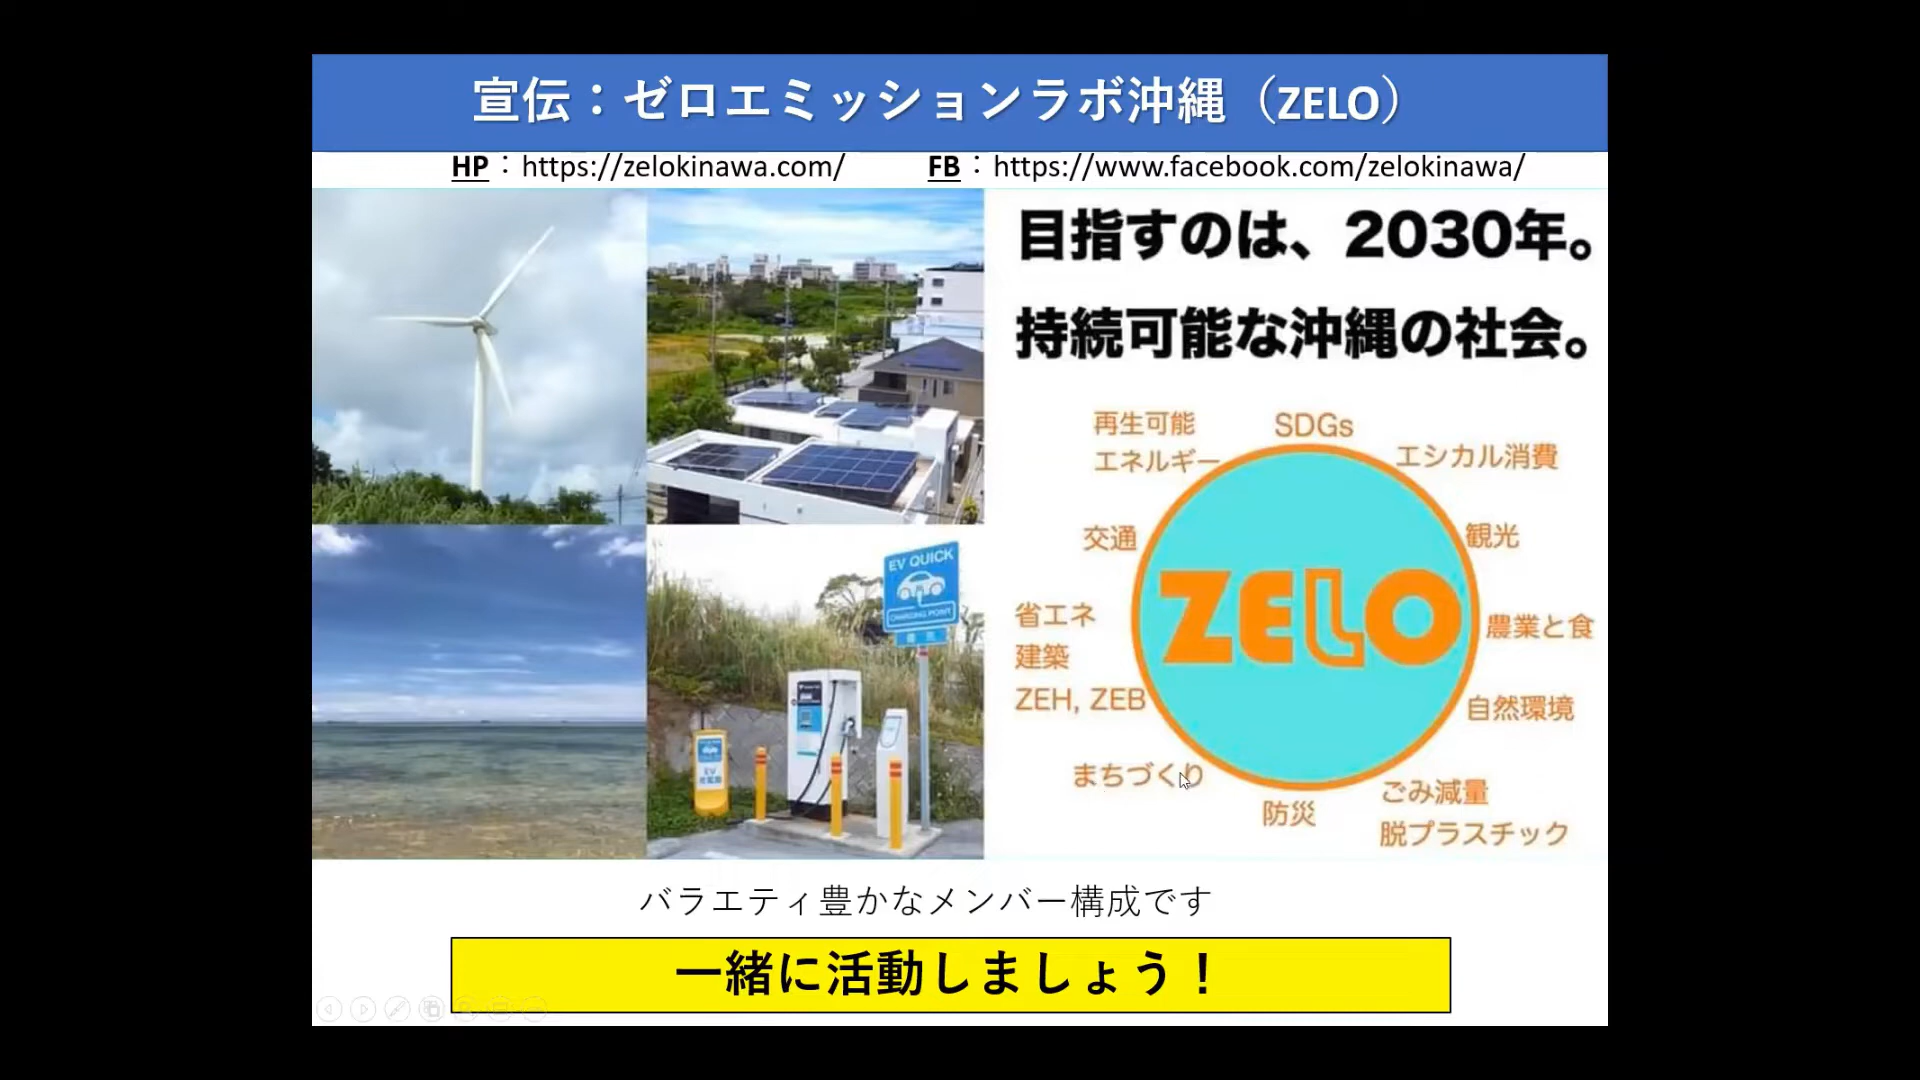 宣伝：ゼロエミッションラボ沖縄（ZELO）
HP：https://zelokinawa.com/
FB：https://www.facebook.com/zelokinawa/
目指すのは、2030年。
持続可能な沖縄の社会。
再生可能
エネルギー
SDGs
エシカル消費
交通
観光
省エネ
建築
ZEH, ZEB
ZELO
農業と食
自然環境
まちづくり
防災
ごみ減量
脱プラスチック
EV QUICK
CHARGING POINT
EV
バラエティ豊かなメンバー構成です
一緒に活動しましょう！